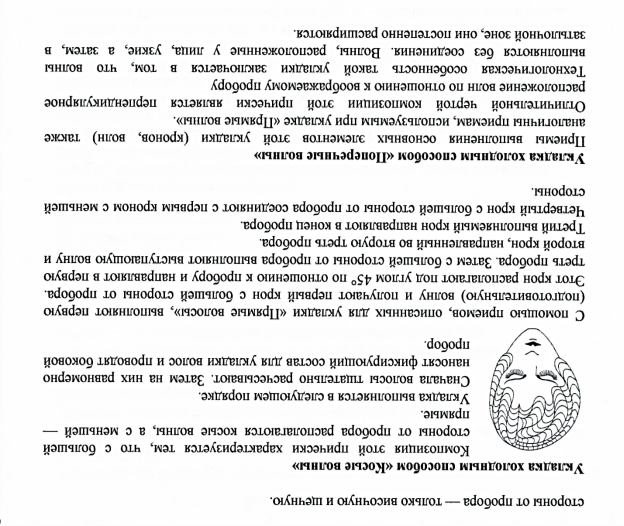 стороны от пробора — только височную и щечную.
Укладка холодным способом «Косые волны»
Композиция этой прически характеризуется тем, что с большей
стороны от пробора располагаются косые волны, а с меньшей —
прямые.
Укладка выполняется в следующем порядке.
Сначала волосы тщательно расчесывают. Затем на них равномерно
наносят фиксирующий состав для укладки волос и проводят боковой
пробор.
С помощью приемов, описанных для укладки «Прямые волосы», выполняют первую
(подготовительную) волну и получают первый крон с большей стороны от пробора.
Этот крон располагают под углом 45° по отношению к пробору и направляют в первую
треть пробора. Затем с большей стороны от пробора выполняют выступающую волну и
второй крон, направленный во вторую треть пробора.
Третий выполняемый крон направляют в конец пробора.
Четвертый крон с большей стороны от пробора соединяют с первым кроном с меньшей
стороны.
Укладка холодным способом «Поперечные волны»
Приемы выполнения основных элементов этой укладки (кронов, волн) также
аналогичны приемам, используемым при укладке «Прямые волны».
Отличительной чертой композиции этой прически является перпендикулярное
расположение волн по отношению к воображаемому пробору
Технологическая особенность такой укладки заключается в том, что волны
выполняются без соединения. Волны, расположенные у лица, узкие, а затем, в
затылочной зоне, они постепенно расширяются.